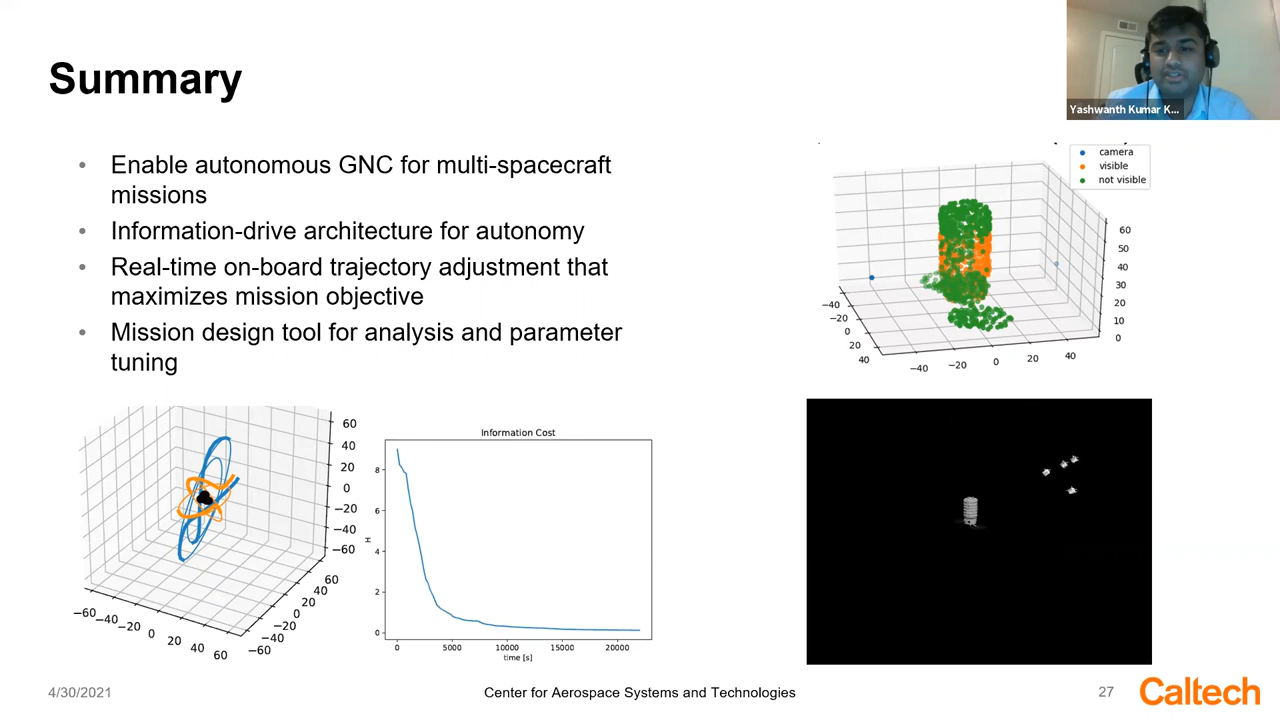 Summary
Yashwanth Kumar K...
• Enable autonomous GNC for multi-spacecraft
missions
• Information-drive architecture for autonomy
• Real-time on-board trajectory adjustment that
maximizes mission objective
• Mission design tool for analysis and parameter
tuning
camera
visible
not visible
60
50
40
30
20
10
0
−40
−20
0
20
40
−40
−20
0
20
40
60
40
20
0
−20
−40
−60
60
40
20
0
−20
−40
−60
−60
−40
−20
0
20
40
60
Information Cost
H
8
6
4
2
0
0
5000
10000
15000
20000
time [s]
4/30/2021
Center for Aerospace Systems and Technologies
27
Caltech